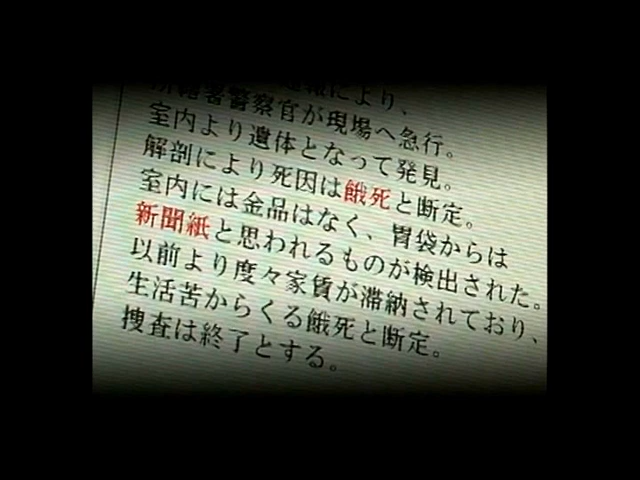 により、
所轄署警察官が現場へ急行。
室内より遺体となって発見。
解剖により死因は餓死と断定。
室内には金品はなく、胃袋からは
新聞紙と思われるものが検出された。
以前より度々家賃が滞納されており、
生活苦からくる餓死と断定。
捜査は終了とする。